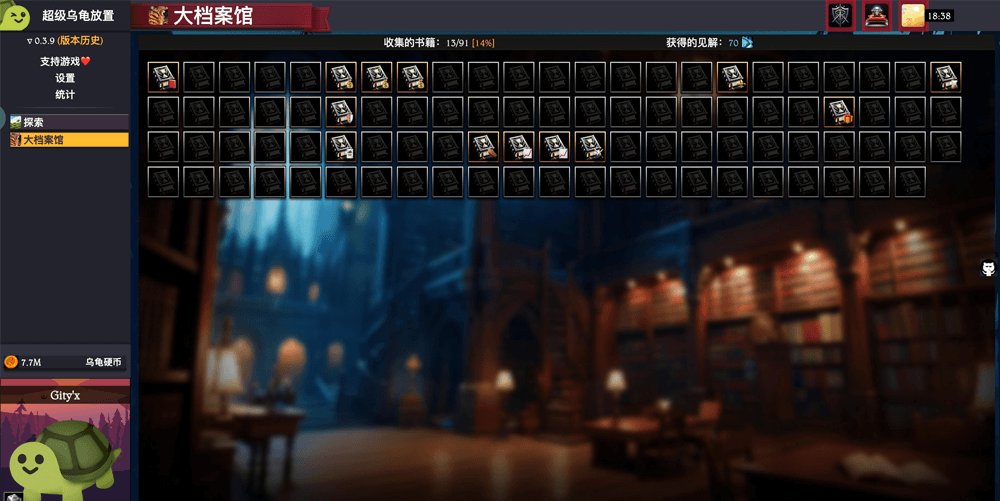 超级乌龟放置
大档案馆
18:38
v 0.3.9 (版本历史)
收集的书籍: 13/91 [14%]
获得的见解: 70
支持游戏
设置
统计
探索
大档案馆
7.7M
乌龟硬币
Gity'x